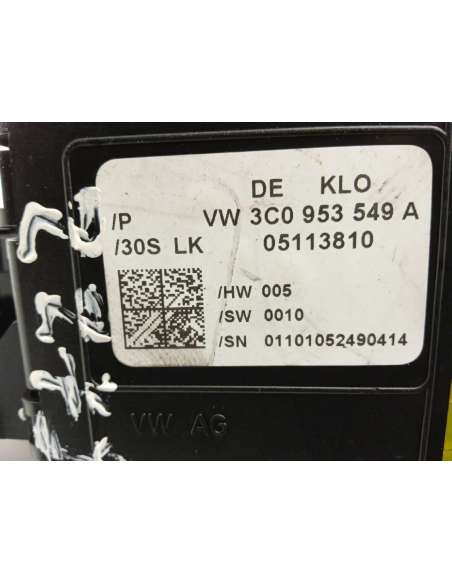 DE KLO
/P VW 3C0 953 549 A
/30S LK 05113810
/HW 005
/SW 0010
/SN 01101052490414
VW AG